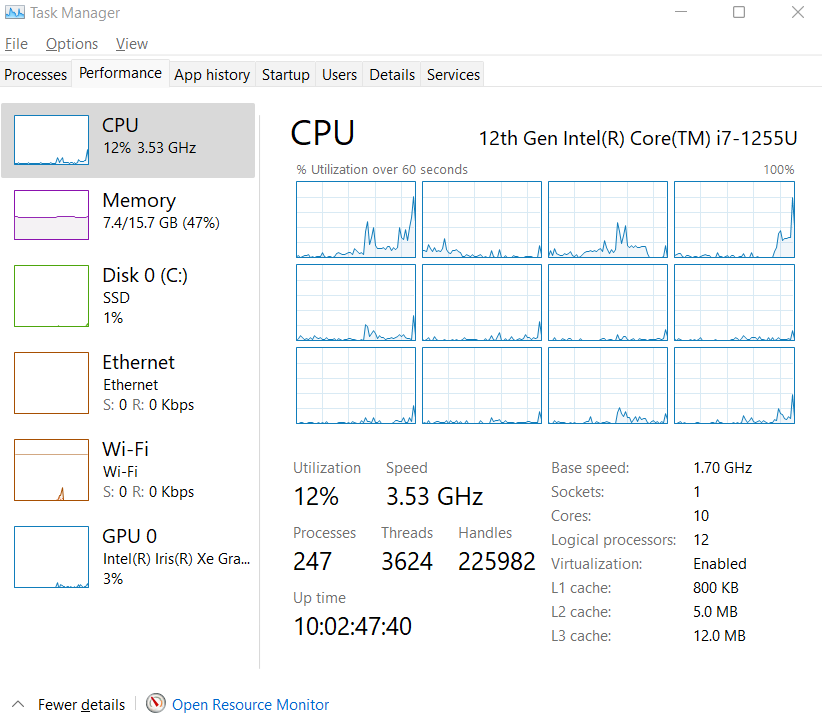 Task Manager
File Options View
Processes Performance App history Startup Users Details Services
CPU
12% 3.53 GHz
Memory
7.4/15.7 GB (47%)
Disk 0 (C:)
SSD
1%
Ethernet
Ethernet
S: 0 R: 0 Kbps
Wi-Fi
Wi-Fi
S: 0 R: 0 Kbps
GPU 0
Intel(R) Iris(R) Xe Gra...
3%
CPU 12th Gen Intel(R) Core(TM) i7-1255U
% Utilization over 60 seconds 100%
Utilization Speed
12% 3.53 GHz
Processes Threads Handles
247 3624 225982
Up time
10:02:47:40
Base speed: 1.70 GHz
Sockets: 1
Cores: 10
Logical processors: 12
Virtualization: Enabled
L1 cache: 800 KB
L2 cache: 5.0 MB
L3 cache: 12.0 MB
Fewer details Open Resource Monitor